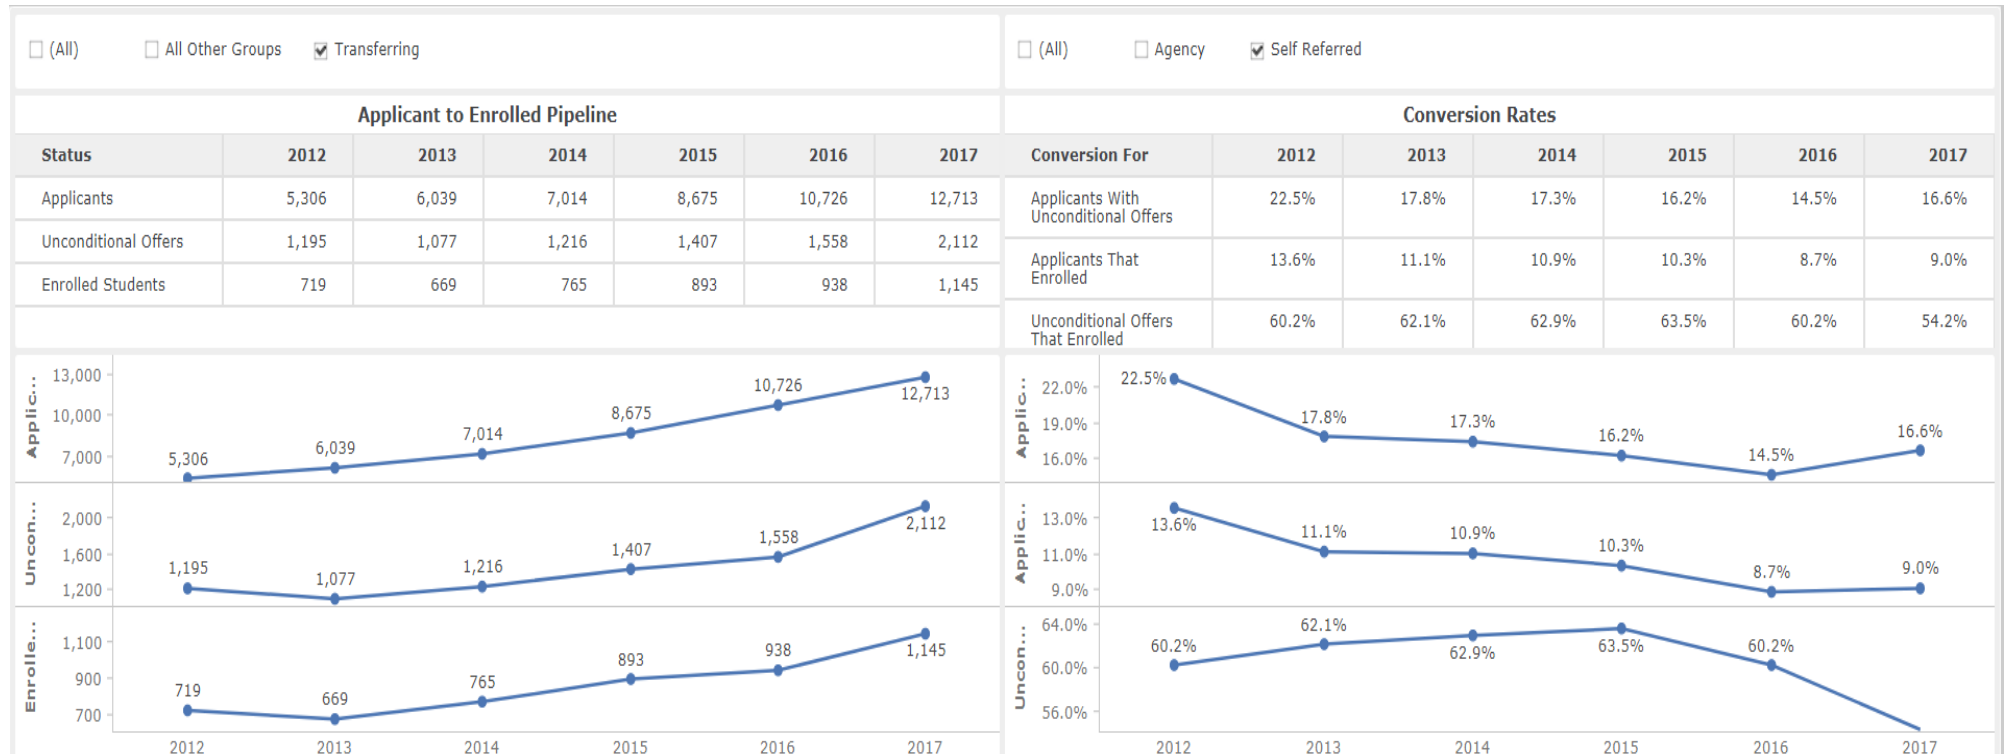 (All) All Other Groups Transferring
(All) Agency Self Referred
Applicant to Enrolled Pipeline
Status 2012 2013 2014 2015 2016 2017
Applicants 5,306 6,039 7,014 8,675 10,726 12,713
Unconditional Offers 1,195 1,077 1,216 1,407 1,558 2,112
Enrolled Students 719 669 765 893 938 1,145
Conversion Rates
Conversion For 2012 2013 2014 2015 2016 2017
Applicants With 22.5% 17.8% 17.3% 16.2% 14.5% 16.6%
Unconditional Offers
Applicants That 13.6% 11.1% 10.9% 10.3% 8.7% 9.0%
Enrolled
Unconditional Offers 60.2% 62.1% 62.9% 63.5% 60.2% 54.2%
That Enrolled
Applic...
13,000
10,000
7,000
5,306 6,039 7,014 8,675 10,726 12,713
Uncon...
2,000
1,600
1,200
1,195 1,077 1,216 1,407 1,558 2,112
Enrolle...
1,100
900
700
719 669 765 893 938 1,145
2012 2013 2014 2015 2016 2017
Applic...
22.0%
19.0%
16.0%
22.5% 17.8% 17.3% 16.2% 14.5% 16.6%
Applic...
13.0%
11.0%
9.0%
13.6% 11.1% 10.9% 10.3% 8.7% 9.0%
Uncon...
64.0%
60.0%
56.0%
60.2% 62.1% 62.9% 63.5% 60.2%
2012 2013 2014 2015 2016 2017